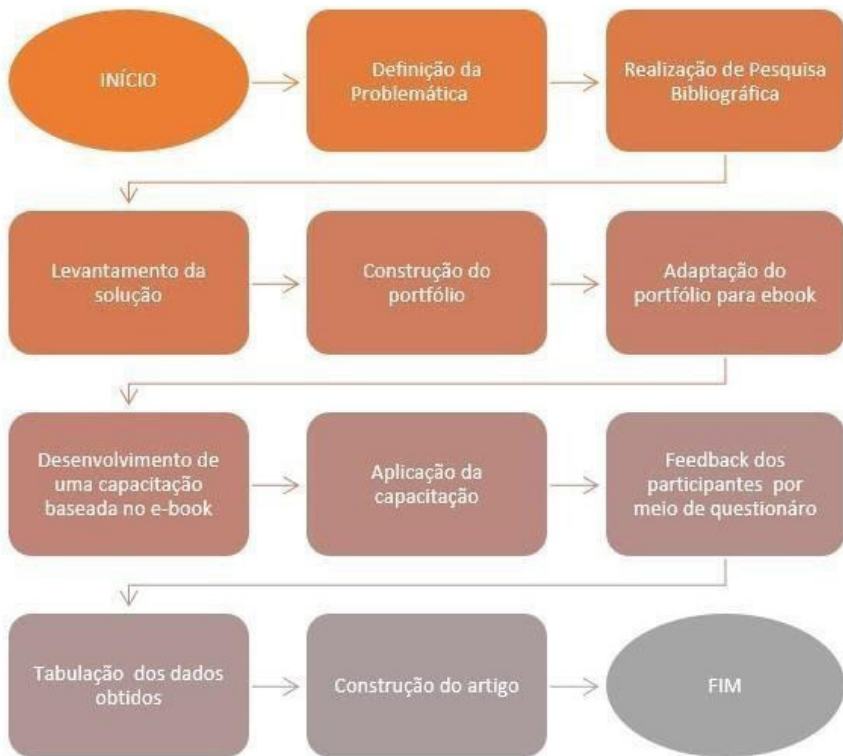 INÍCIO
Definição da
Problemática
Realização de Pesquisa
Bibliográfica
Levantamento da
solução
Construção do
portfólio
Adaptação do
portfólio para ebook
Desenvolvimento de
uma capacitação
baseada no e-book
Aplicação da
capacitação
Feedback dos
participantes por
meio de questionáro
Tabulação dos dados
obtidos
Construção do artigo
FIM